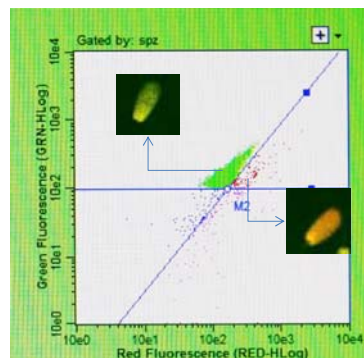 Gated by: spz
+
Green Fluorescence (GRN-HLog)
10e4
10e3
10e2
10e1
10e0
M2
10e0
10e1
10e2
10e3
10e4
Red Fluorescence (RED-HLog)